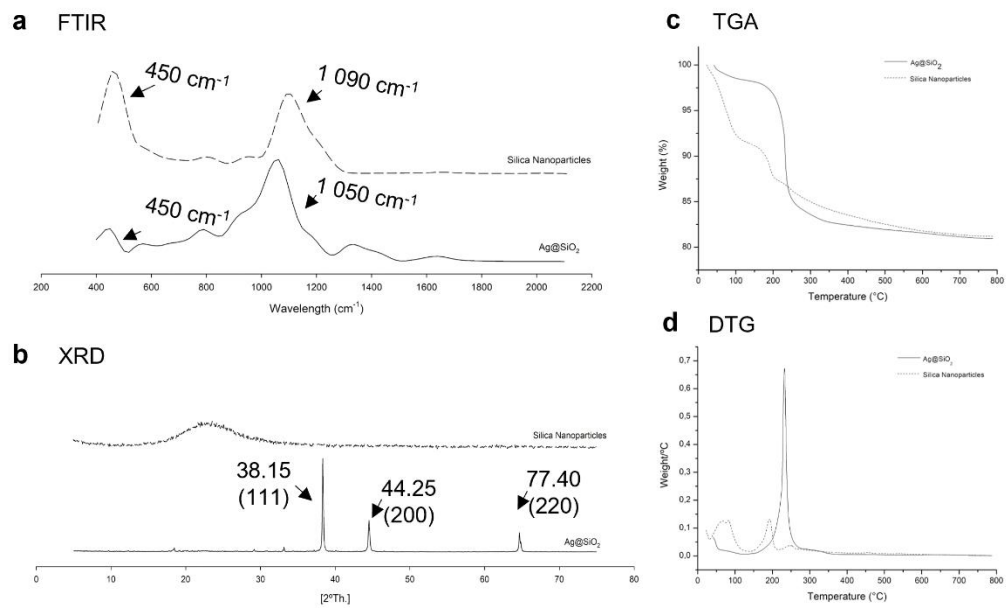 a FTIR
450 cm-1
1 090 cm-1
Silica Nanoparticles
450 cm-1
1 050 cm-1
Ag@SiO2
200 400 600 800 1000 1200 1400 1600 1800 2000 2200
Wavelength (cm-1)
b XRD
Silica Nanoparticles
38.15
(111)
44.25
(200)
77.40
(220)
Ag@SiO2
0 10 20 30 40 50 60 70 80
[2ºTh.]
c TGA
Ag@SiO2
Silica Nanoparticles
100
95
90
85
80
Weight (%)
0 100 200 300 400 500 600 700 800
Temperature (°C)
d DTG
Ag@SiO2
Silica Nanoparticles
0,7
0,6
0,5
0,4
0,3
0,2
0,1
0,0
Weight/ºC
0 100 200 300 400 500 600 700 800
Temperature (°C)